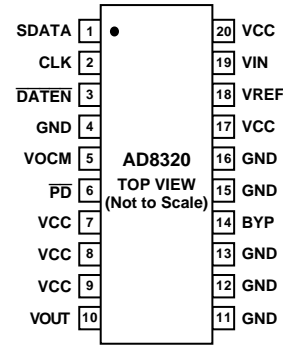 SDATA 1 20 VCC
CLK 2 19 VIN
DATEN 3 18 VREF
GND 4 17 VCC
VOCM 5 AD8320 16 GND
PD 6 TOP VIEW 15 GND
(Not to Scale)
VCC 7 14 BYP
VCC 8 13 GND
VCC 9 12 GND
VOUT 10 11 GND